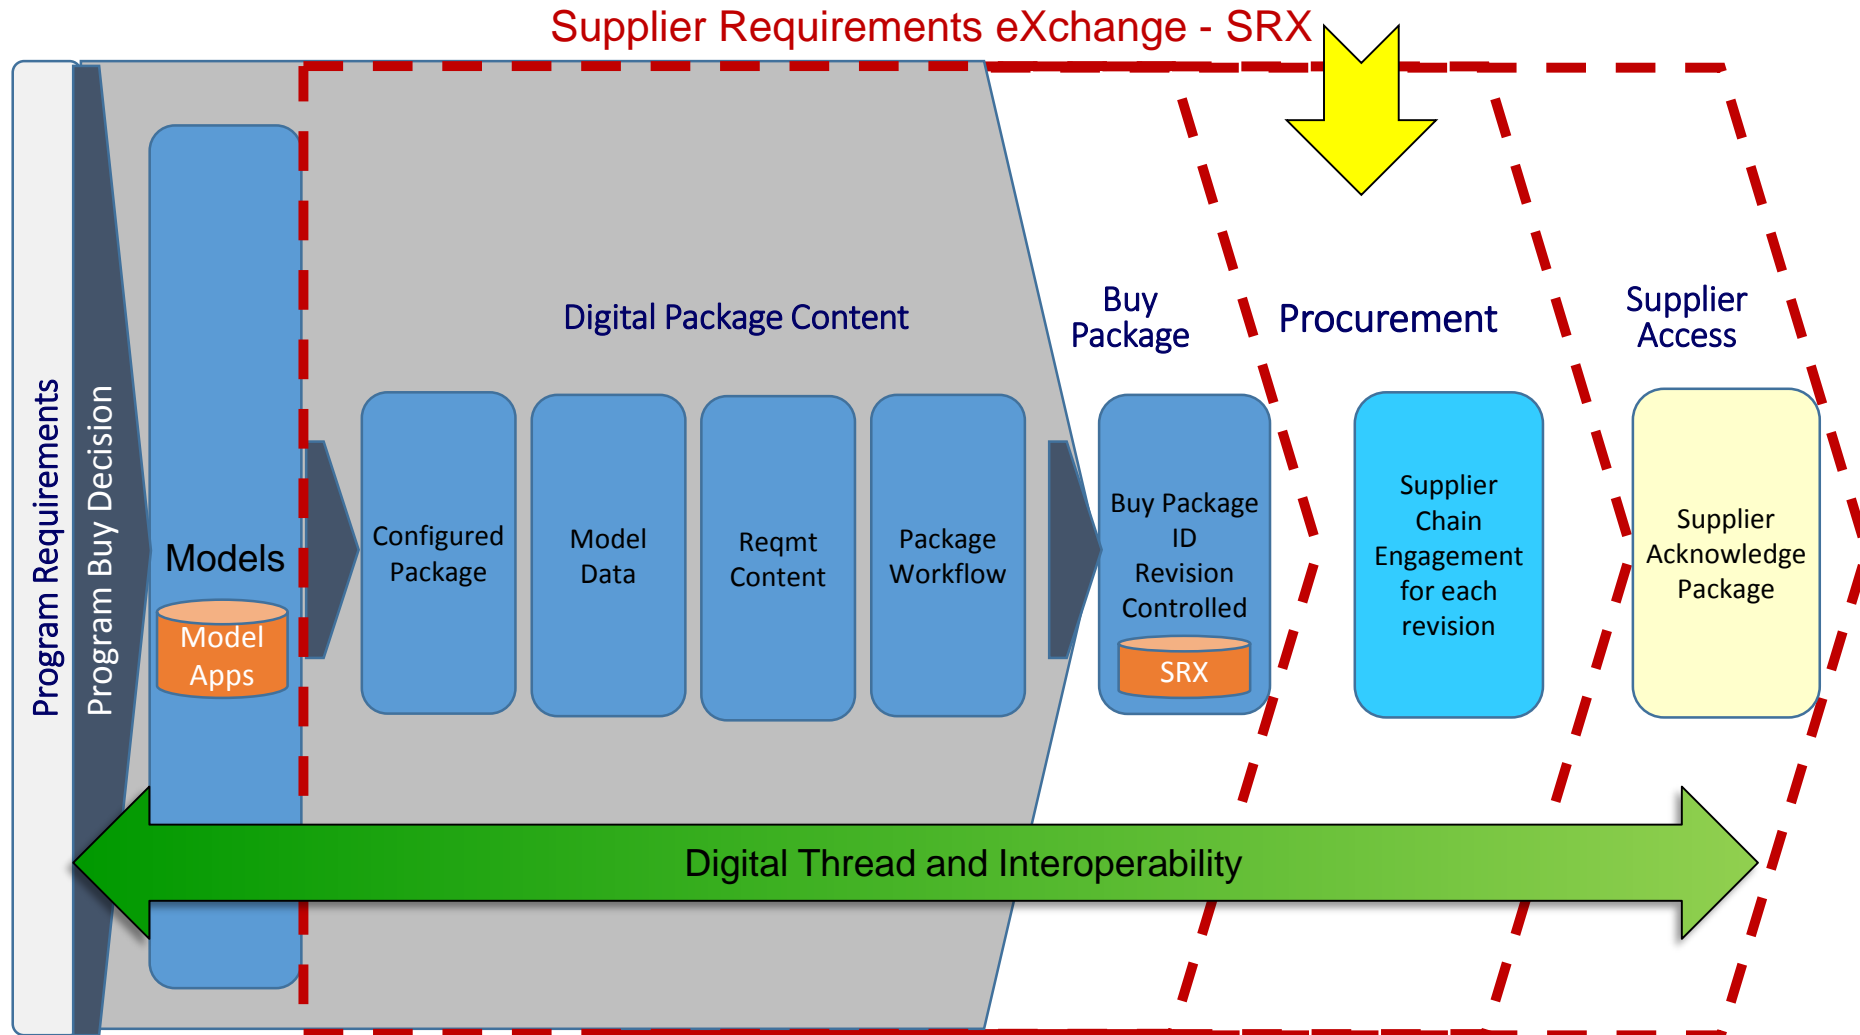 Supplier Requirements eXchange - SRX
Program Requirements
Program Buy Decision
Models
Model
Apps
Digital Package Content
Configured
Package
Model
Data
Reqmt
Content
Package
Workflow
Buy
Package
Buy Package
ID
Revision
Controlled
SRX
Procurement
Supplier
Chain
Engagement
for each
revision
Supplier
Access
Supplier
Acknowledge
Package
Digital Thread and Interoperability